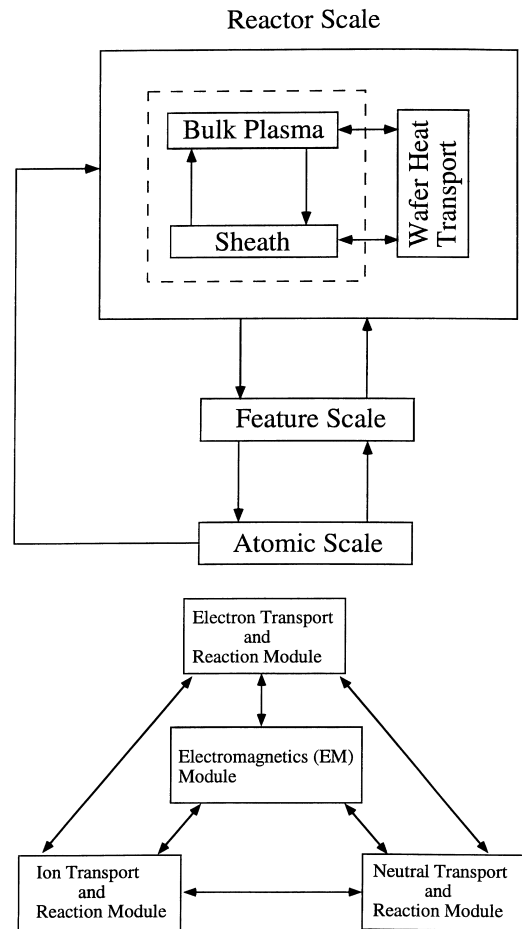 Reactor Scale
Bulk Plasma
Sheath
Wafer Heat
Transport
Feature Scale
Atomic Scale
Electron Transport
and
Reaction Module
Electromagnetics (EM)
Module
Ion Transport
and
Reaction Module
Neutral Transport
and
Reaction Module